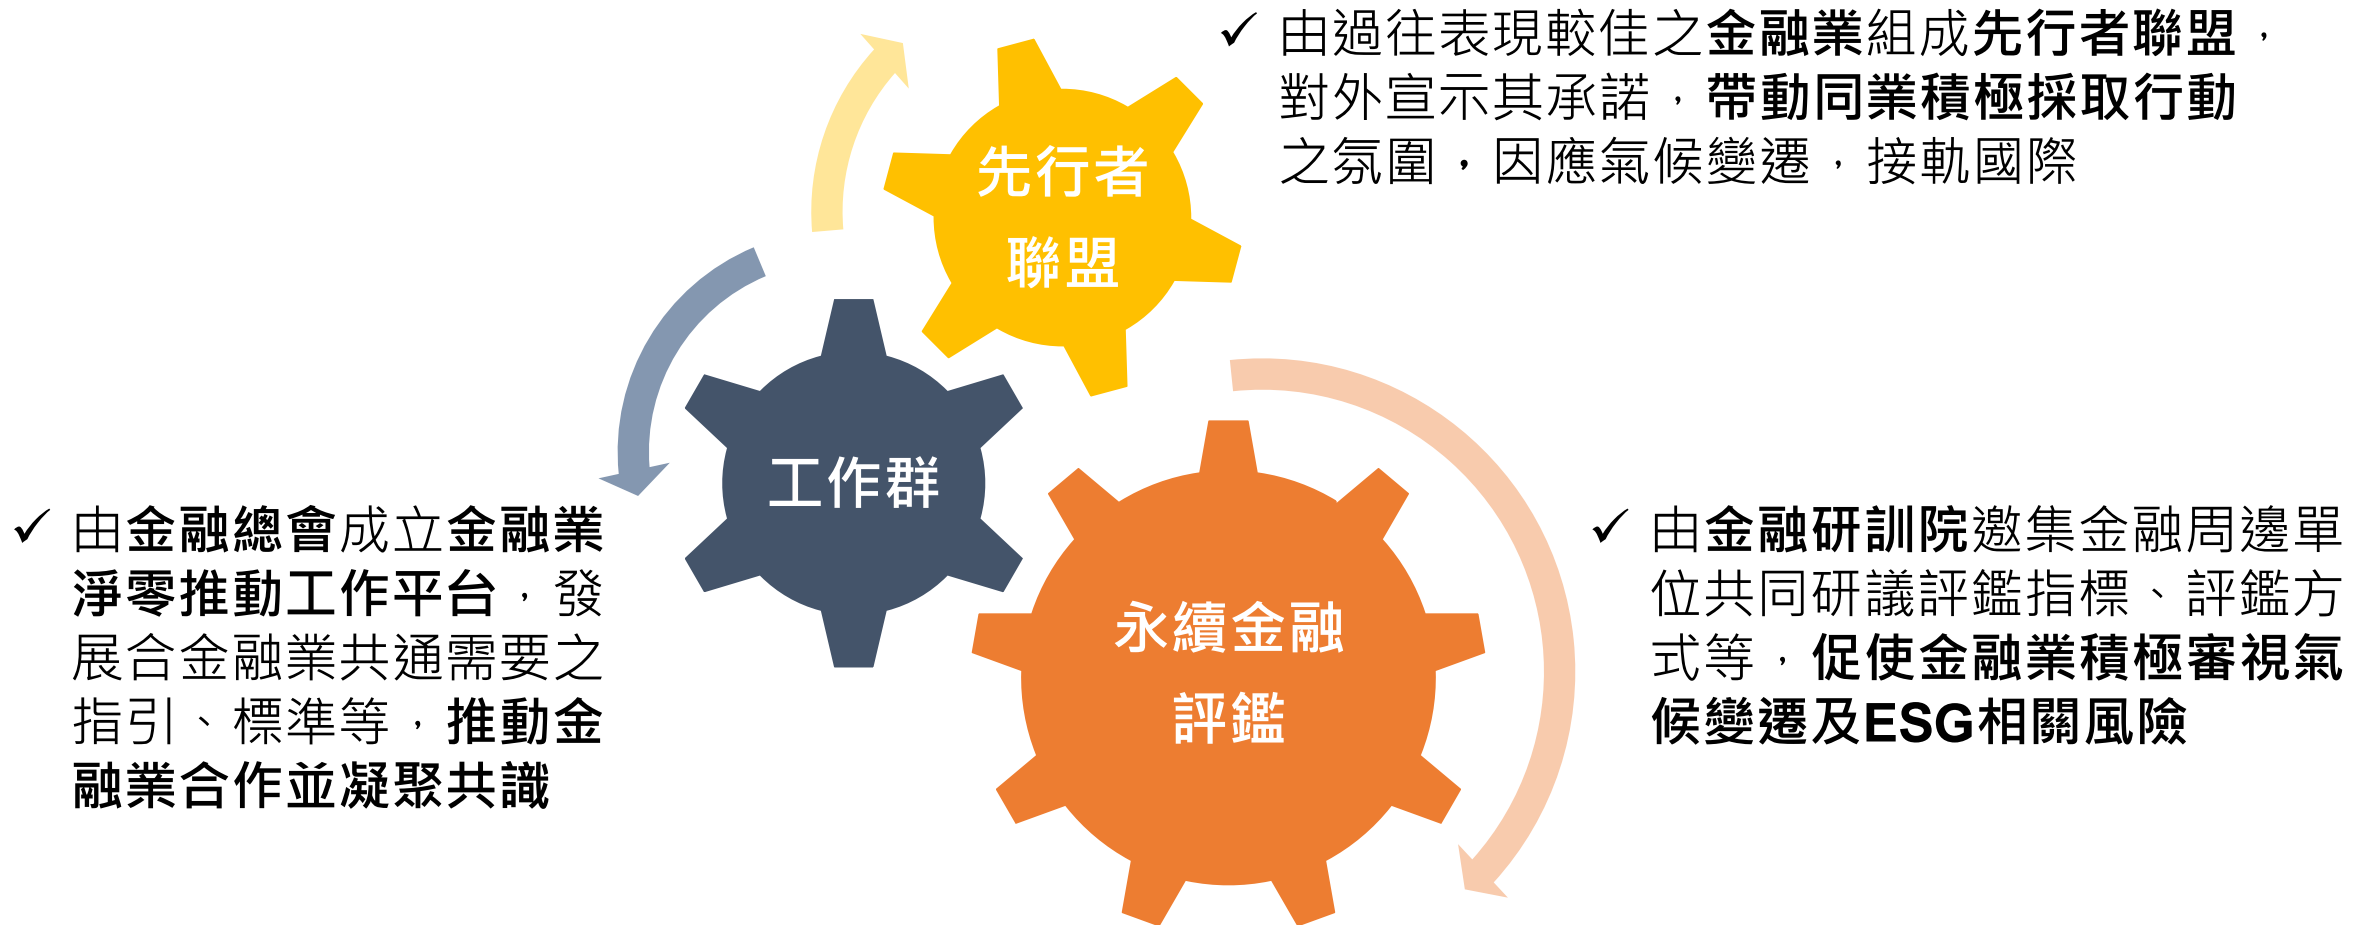 ✓ 由過往表現較佳之金融業組成先行者聯盟，
對外宣示其承諾，帶動同業積極採取行動
之氛圍，因應氣候變遷，接軌國際
先行者
聯盟
工作群
✓ 由金融總會成立金融業
淨零推動工作平台，發
展合金融業共通需要之
指引、標準等，推動金
融業合作並凝聚共識
永續金融
評鑑
✓ 由金融研訓院邀集金融周邊單
位共同研議評鑑指標、評鑑方
式等，促使金融業積極審視氣
候變遷及ESG相關風險